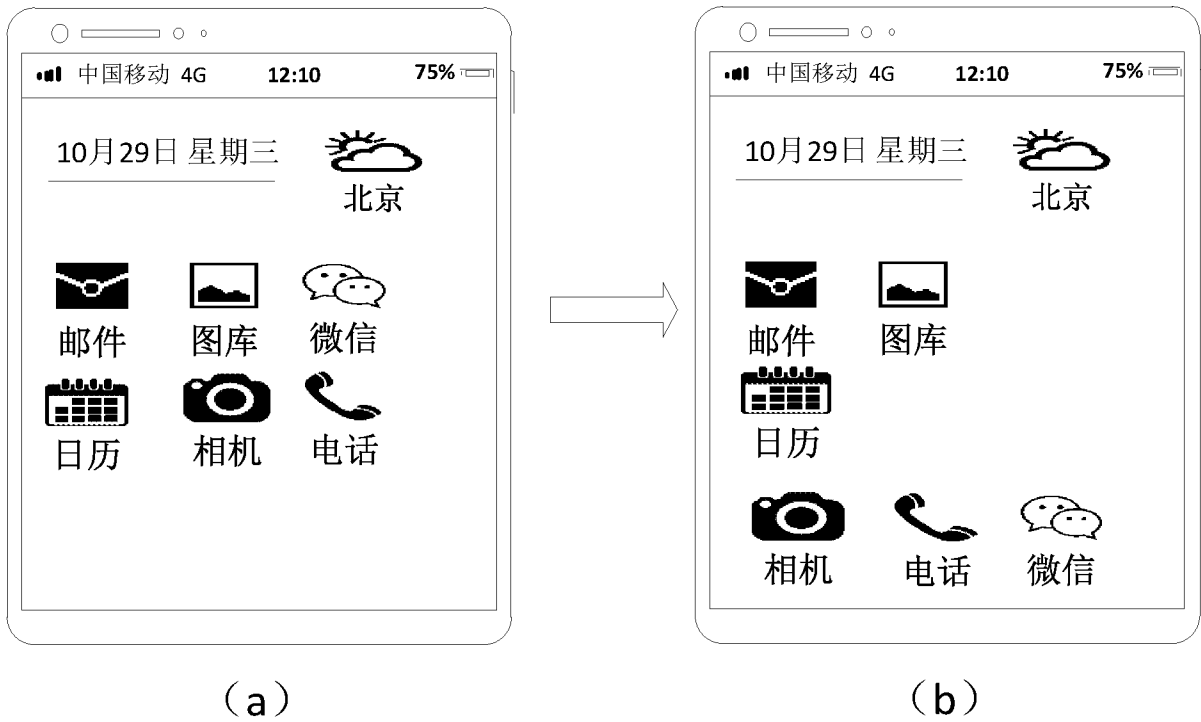 中国移动 4G 12:10 75%
10月29日 星期三
北京
邮件 图库 微信
日历 相机 电话
(a)
中国移动 4G 12:10 75%
10月29日 星期三
北京
邮件 图库
日历
相机 电话 微信
(b)